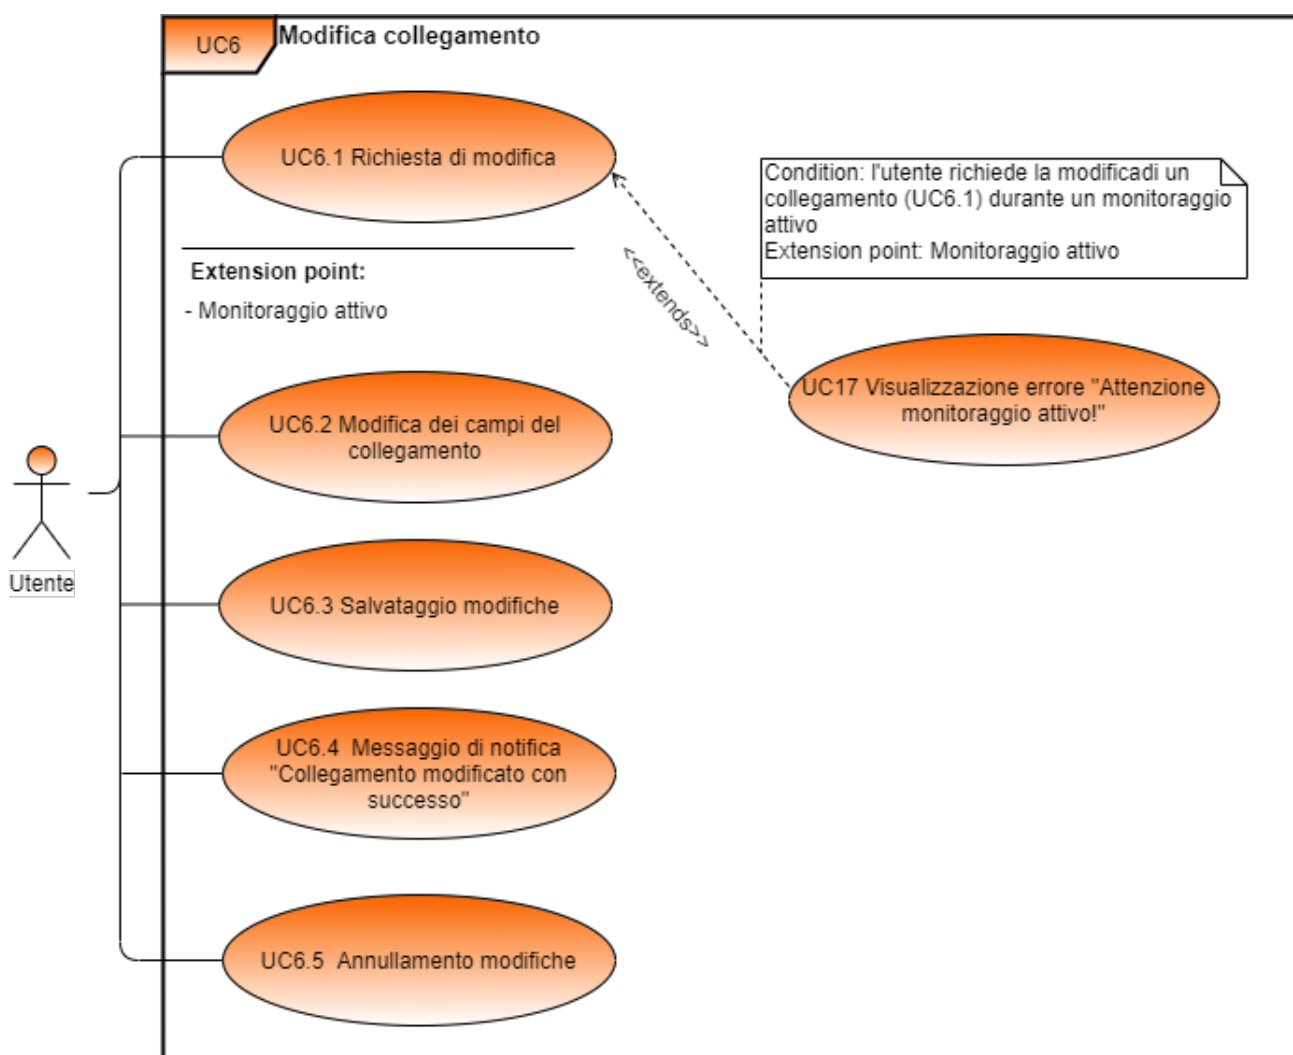 UC6
Modifica collegamento
UC6.1 Richiesta di modifica
Condition: l'utente richiede la modificadi un
collegamento (UC6.1) durante un monitoraggio
attivo
Extension point: Monitoraggio attivo
<<extends>>
Extension point:
- Monitoraggio attivo
UC17 Visualizzazione errore "Attenzione
monitoraggio attivo!"
UC6.2 Modifica dei campi del
collegamento
Utente
UC6.3 Salvataggio modifiche
UC6.4  Messaggio di notifica
"Collegamento modificato con
successo"
UC6.5  Annullamento modifiche